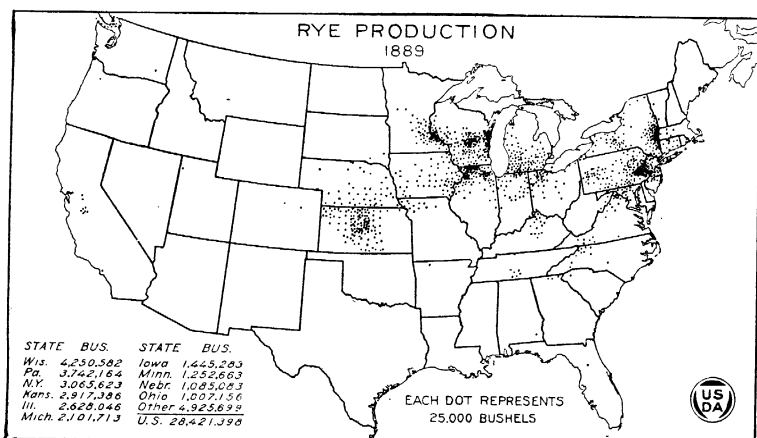 RYE PRODUCTION
1889
STATE BUS. STATE BUS.
Wis. 4,250,582 Iowa 1,445,283
Pa. 3,742,164 Minn. 1,252,663
N.Y. 3,065,623 Nebr. 1,085,083
Kans. 2,917,386 Ohio 1,007,156
Ill. 2,628,046 Other 4,925,699
Mich. 2,101,713 U.S. 28,421,398
EACH DOT REPRESENTS
25,000 BUSHELS
US
DA